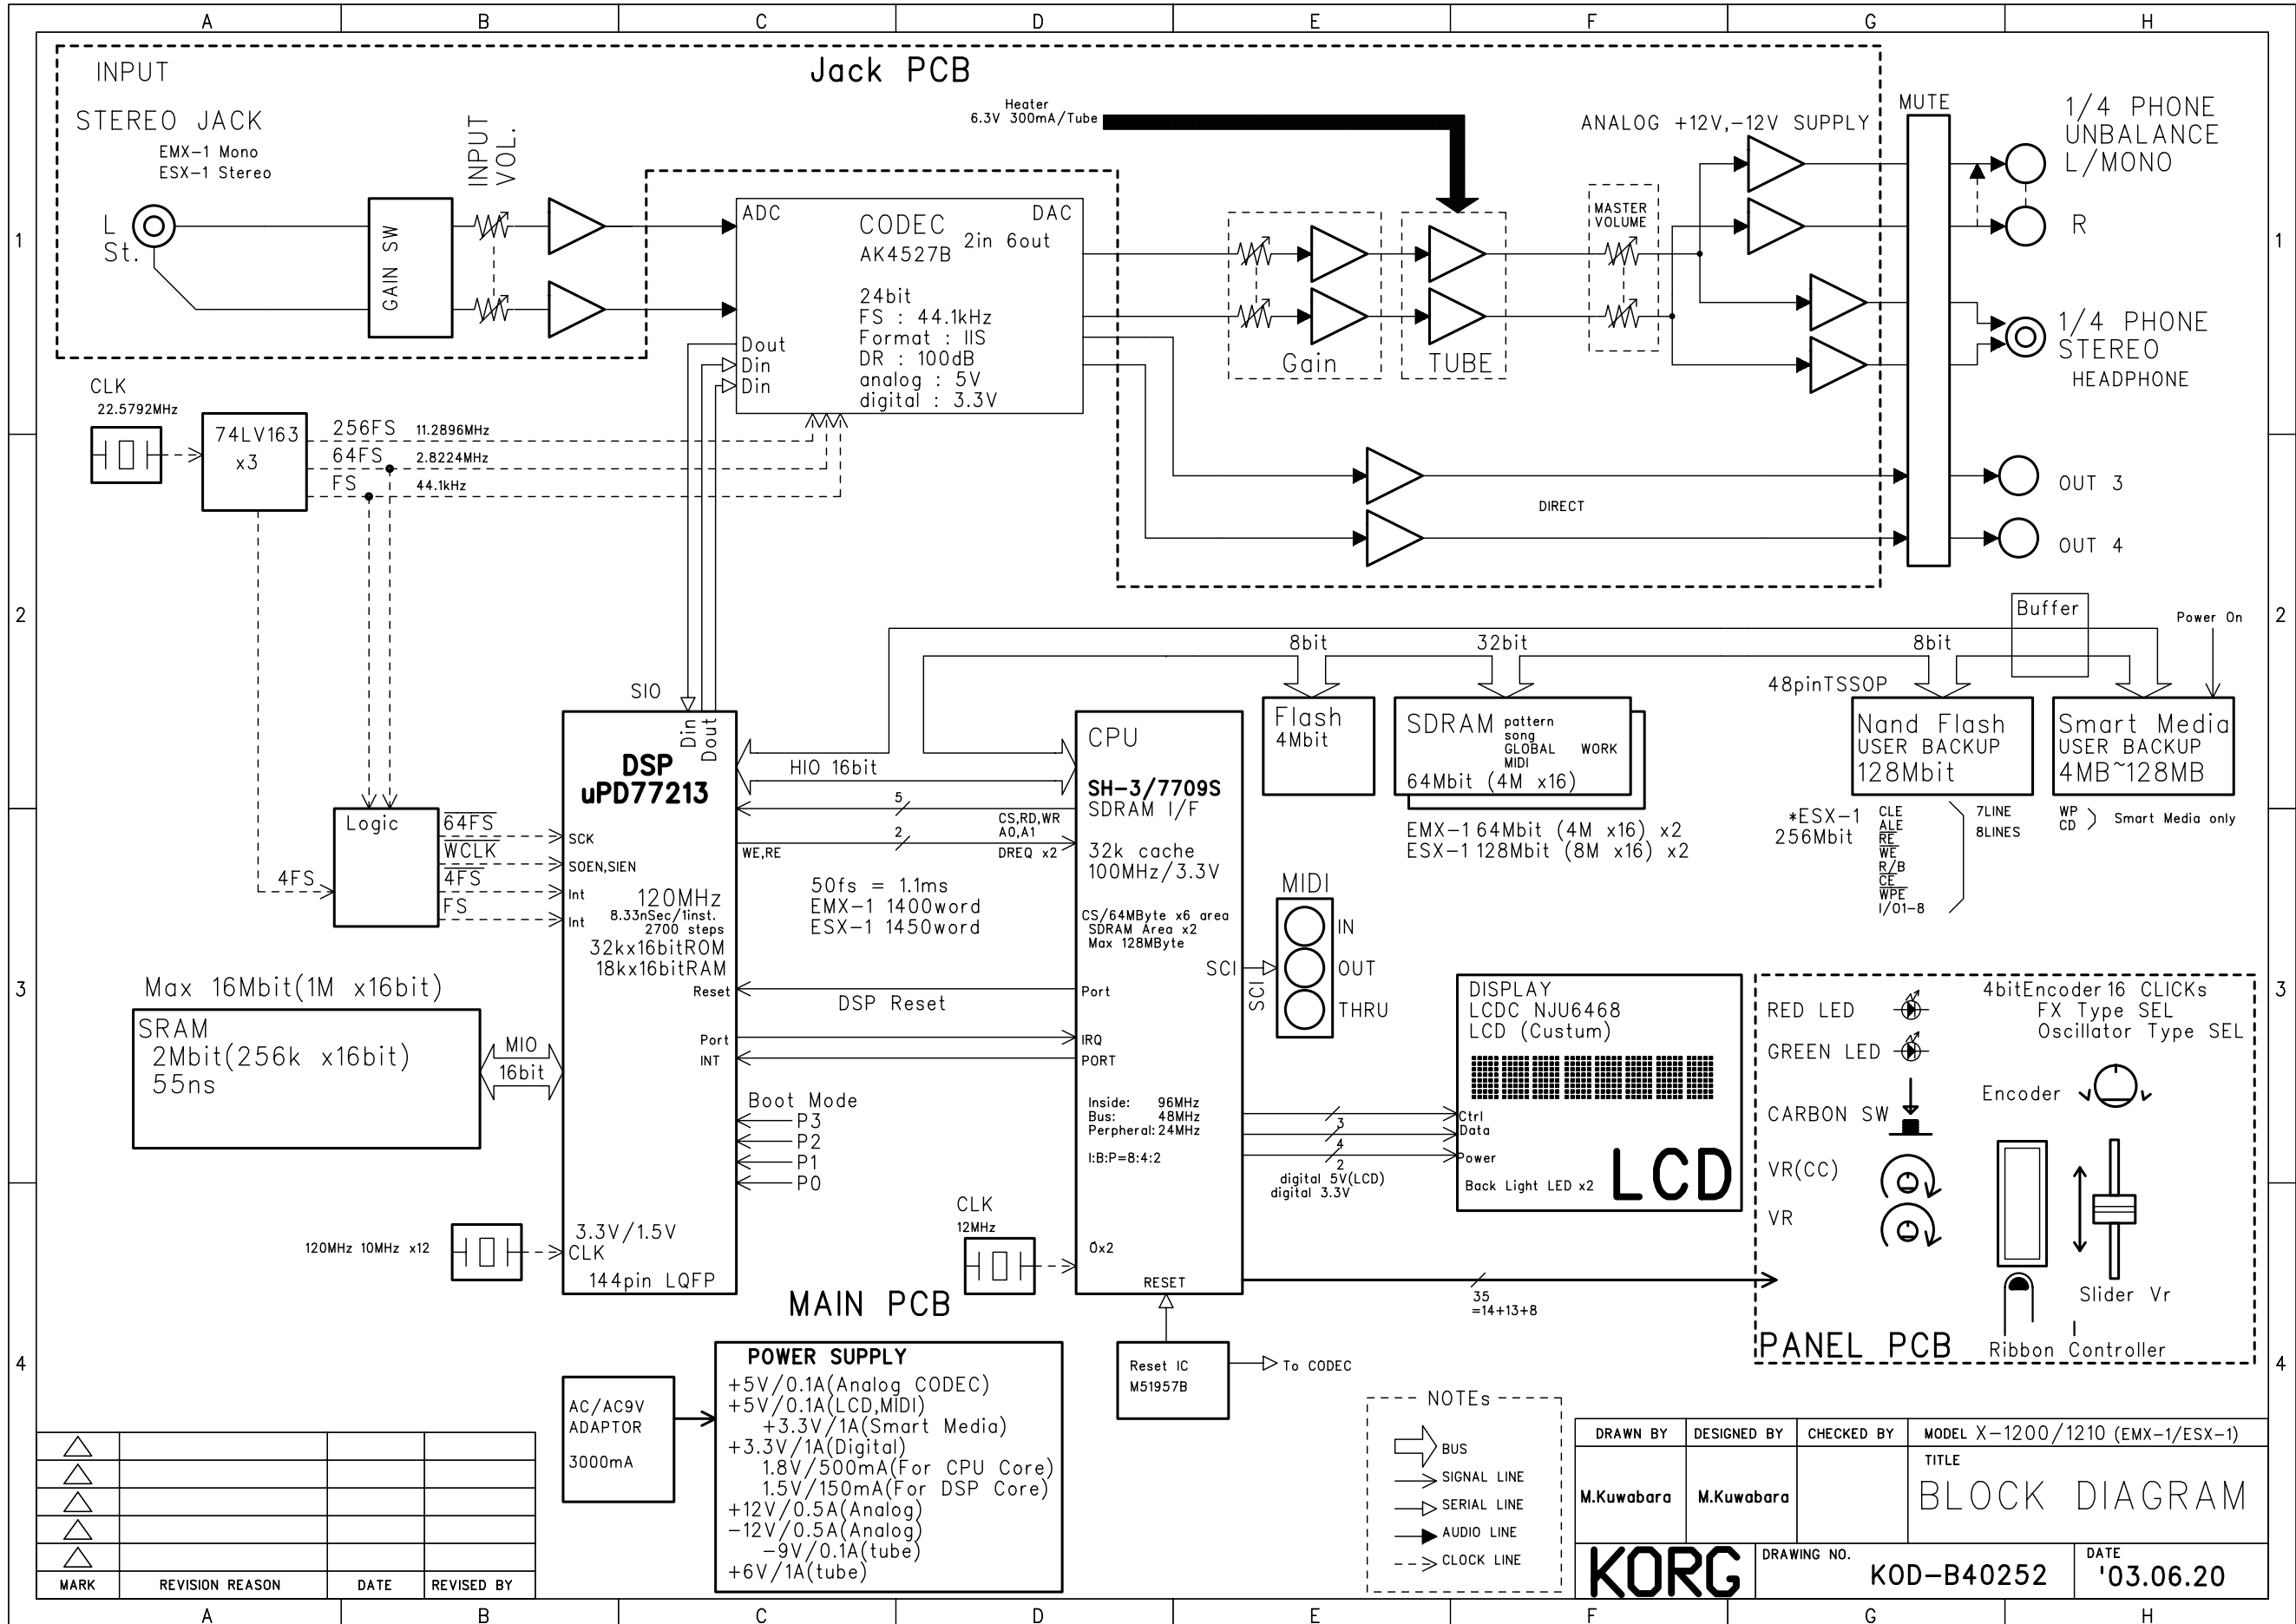 A B C D E F G H
INPUT
Jack PCB
STEREO JACK
EMX-1 Mono
ESX-1 Stereo
INPUT
VOL.
Heater
6.3V 300mA/Tube
ANALOG +12V,-12V SUPPLY
MUTE
1/4 PHONE
UNBALANCE
L/MONO
R
1
L
St.
GAIN SW
ADC
CODEC
AK4527B
DAC
2in 6out
24bit
FS : 44.1kHz
Format : IIS
DR : 100dB
analog : 5V
digital : 3.3V
Dout
Din
Din
Gain
TUBE
MASTER
VOLUME
1/4 PHONE
STEREO
HEADPHONE
1
CLK
22.5792MHz
74LV163
x3
256FS 11.2896MHz
64FS 2.8224MHz
FS 44.1kHz
DIRECT
OUT 3
OUT 4
2
2
Buffer
Power On
8bit
32bit
8bit
SIO
Din
Dout
DSP
uPD77213
HIO 16bit
5
CS,RD,WR
A0,A1
2
WE,RE
DREQ x2
CPU
SH-3/7709S
SDRAM I/F
32k cache
100MHz/3.3V
CS/64MByte x6 area
SDRAM Area x2
Max 128MByte
SCI
Flash
4Mbit
SDRAM
pattern
song
GLOBAL WORK
MIDI
64Mbit (4M x16)
EMX-1 64Mbit (4M x16) x2
ESX-1 128Mbit (8M x16) x2
48pinTSSOP
Nand Flash
USER BACKUP
128Mbit
Smart Media
USER BACKUP
4MB~128MB
*ESX-1
256Mbit
CLE
ALE
RE
WE
R/B
CE
WPE
I/O1-8
7LINE
8LINES
WP
CD
Smart Media only
Logic
64FS
WCLK
4FS
FS
4FS
SCK
SOEN,SIEN
Int
Int
120MHz
8.33nSec/1inst.
2700 steps
32kx16bitROM
18kx16bitRAM
50fs = 1.1ms
EMX-1 1400word
ESX-1 1450word
MIDI
IN
OUT
THRU
SCI
3
3
Max 16Mbit(1M x16bit)
SRAM
2Mbit(256k x16bit)
55ns
MIO
16bit
Reset
DSP Reset
Port
Port
IRQ
INT
PORT
Boot Mode
P3
P2
P1
P0
Inside: 96MHz
Bus: 48MHz
Perpheral: 24MHz
I:B:P=8:4:2
3
4
2
digital 5V(LCD)
digital 3.3V
DISPLAY
LCDC NJU6468
LCD (Custum)
Ctrl
Data
Power
Back Light LED x2
LCD
RED LED
GREEN LED
CARBON SW
VR(CC)
VR
4bitEncoder 16 CLICKs
FX Type SEL
Oscillator Type SEL
Encoder
Slider Vr
Ribbon Controller
PANEL PCB
120MHz 10MHz x12
3.3V/1.5V
CLK
144pin LQFP
CLK
12MHz
0x2
RESET
35
=14+13+8
MAIN PCB
4
4
AC/AC9V
ADAPTOR
3000mA
POWER SUPPLY
+5V/0.1A(Analog CODEC)
+5V/0.1A(LCD,MIDI)
+3.3V/1A(Smart Media)
+3.3V/1A(Digital)
1.8V/500mA(For CPU Core)
1.5V/150mA(For DSP Core)
+12V/0.5A(Analog)
-12V/0.5A(Analog)
-9V/0.1A(tube)
+6V/1A(tube)
Reset IC
M51957B
To CODEC
NOTEs
BUS
SIGNAL LINE
SERIAL LINE
AUDIO LINE
CLOCK LINE
MARK REVISION REASON DATE REVISED BY
DRAWN BY DESIGNED BY CHECKED BY
M.Kuwabara M.Kuwabara
MODEL X-1200/1210 (EMX-1/ESX-1)
TITLE
BLOCK DIAGRAM
KORG
DRAWING NO.
KOD-B40252
DATE
'03.06.20
A B C D E F G H